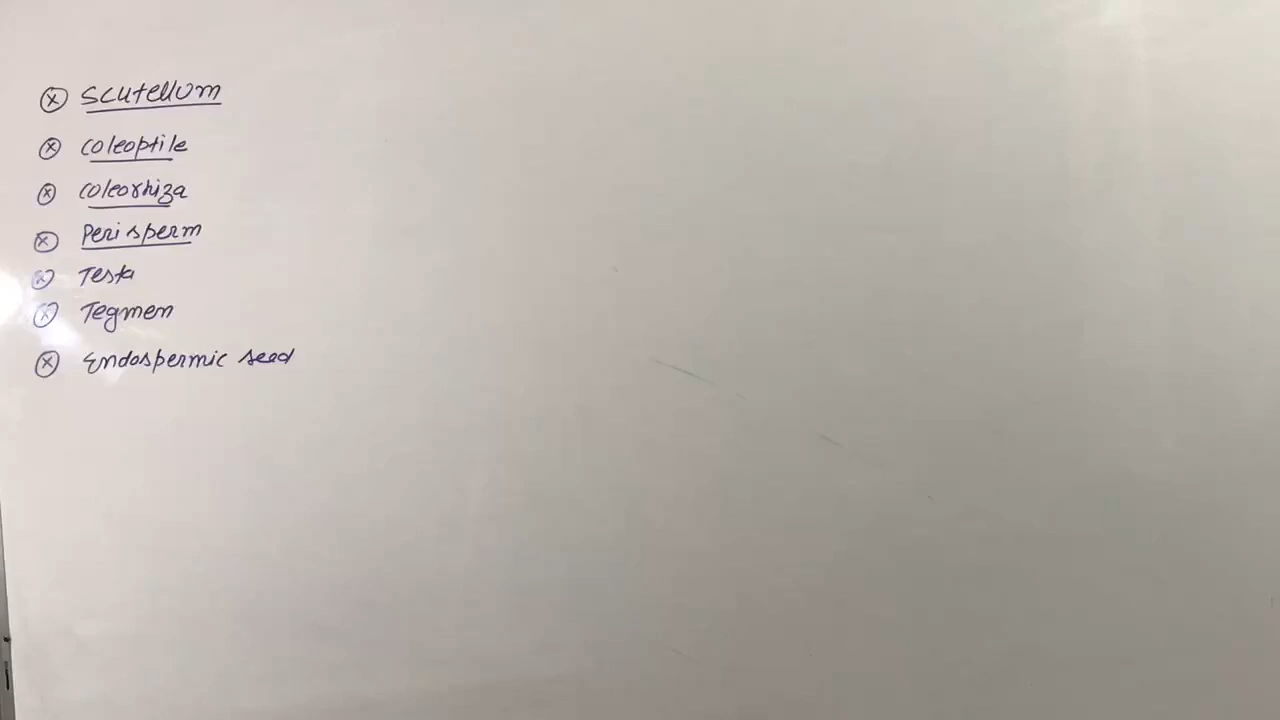 ⓧ Scutellum
ⓧ coleoptile
ⓧ coleorhiza
ⓧ Perisperm
ⓧ Testa
ⓧ Tegmen
ⓧ Endospermic seed